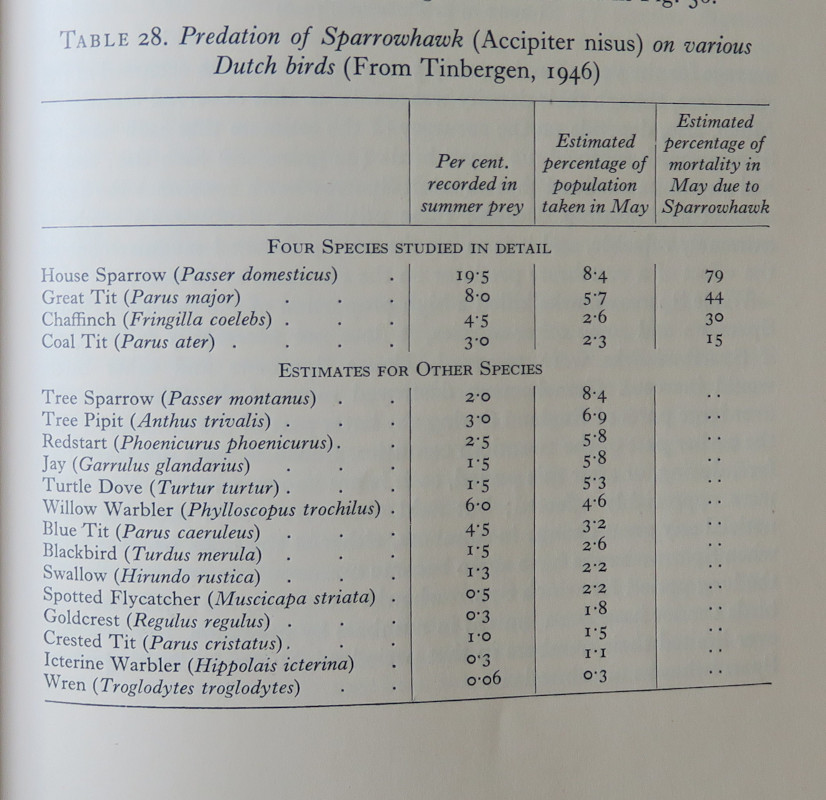 TABLE 28. Predation of Sparrowhawk (Accipiter nisus) on various
Dutch birds (From Tinbergen, 1946)
Per cent. recorded in summer prey
Estimated percentage of population taken in May
Estimated percentage of mortality in May due to Sparrowhawk
FOUR SPECIES STUDIED IN DETAIL
House Sparrow (Passer domesticus) . 19·5 8·4 79
Great Tit (Parus major) . . . 8·0 5·7 44
Chaffinch (Fringilla coelebs) . . . 4·5 2·6 30
Coal Tit (Parus ater) . . . . 3·0 2·3 15
ESTIMATES FOR OTHER SPECIES
Tree Sparrow (Passer montanus) . . 2·0 8·4 . .
Tree Pipit (Anthus trivalis) . . . 3·0 6·9 . .
Redstart (Phoenicurus phoenicurus) . . 2·5 5·8 . .
Jay (Garrulus glandarius) . . . 1·5 5·8 . .
Turtle Dove (Turtur turtur) . . . 1·5 5·3 . .
Willow Warbler (Phylloscopus trochilus) . 6·0 4·6 . .
Blue Tit (Parus caeruleus) . . . 4·5 3·2 . .
Blackbird (Turdus merula) . . . 1·5 2·6 . .
Swallow (Hirundo rustica) . . . 1·3 2·2 . .
Spotted Flycatcher (Muscicapa striata) . 0·5 2·2 . .
Goldcrest (Regulus regulus) . . . 0·3 1·8 . .
Crested Tit (Parus cristatus) . . . 1·0 1·5 . .
Icterine Warbler (Hippolais icterina) . 0·3 1·1 . .
Wren (Troglodytes troglodytes) . . 0·06 0·3 . .